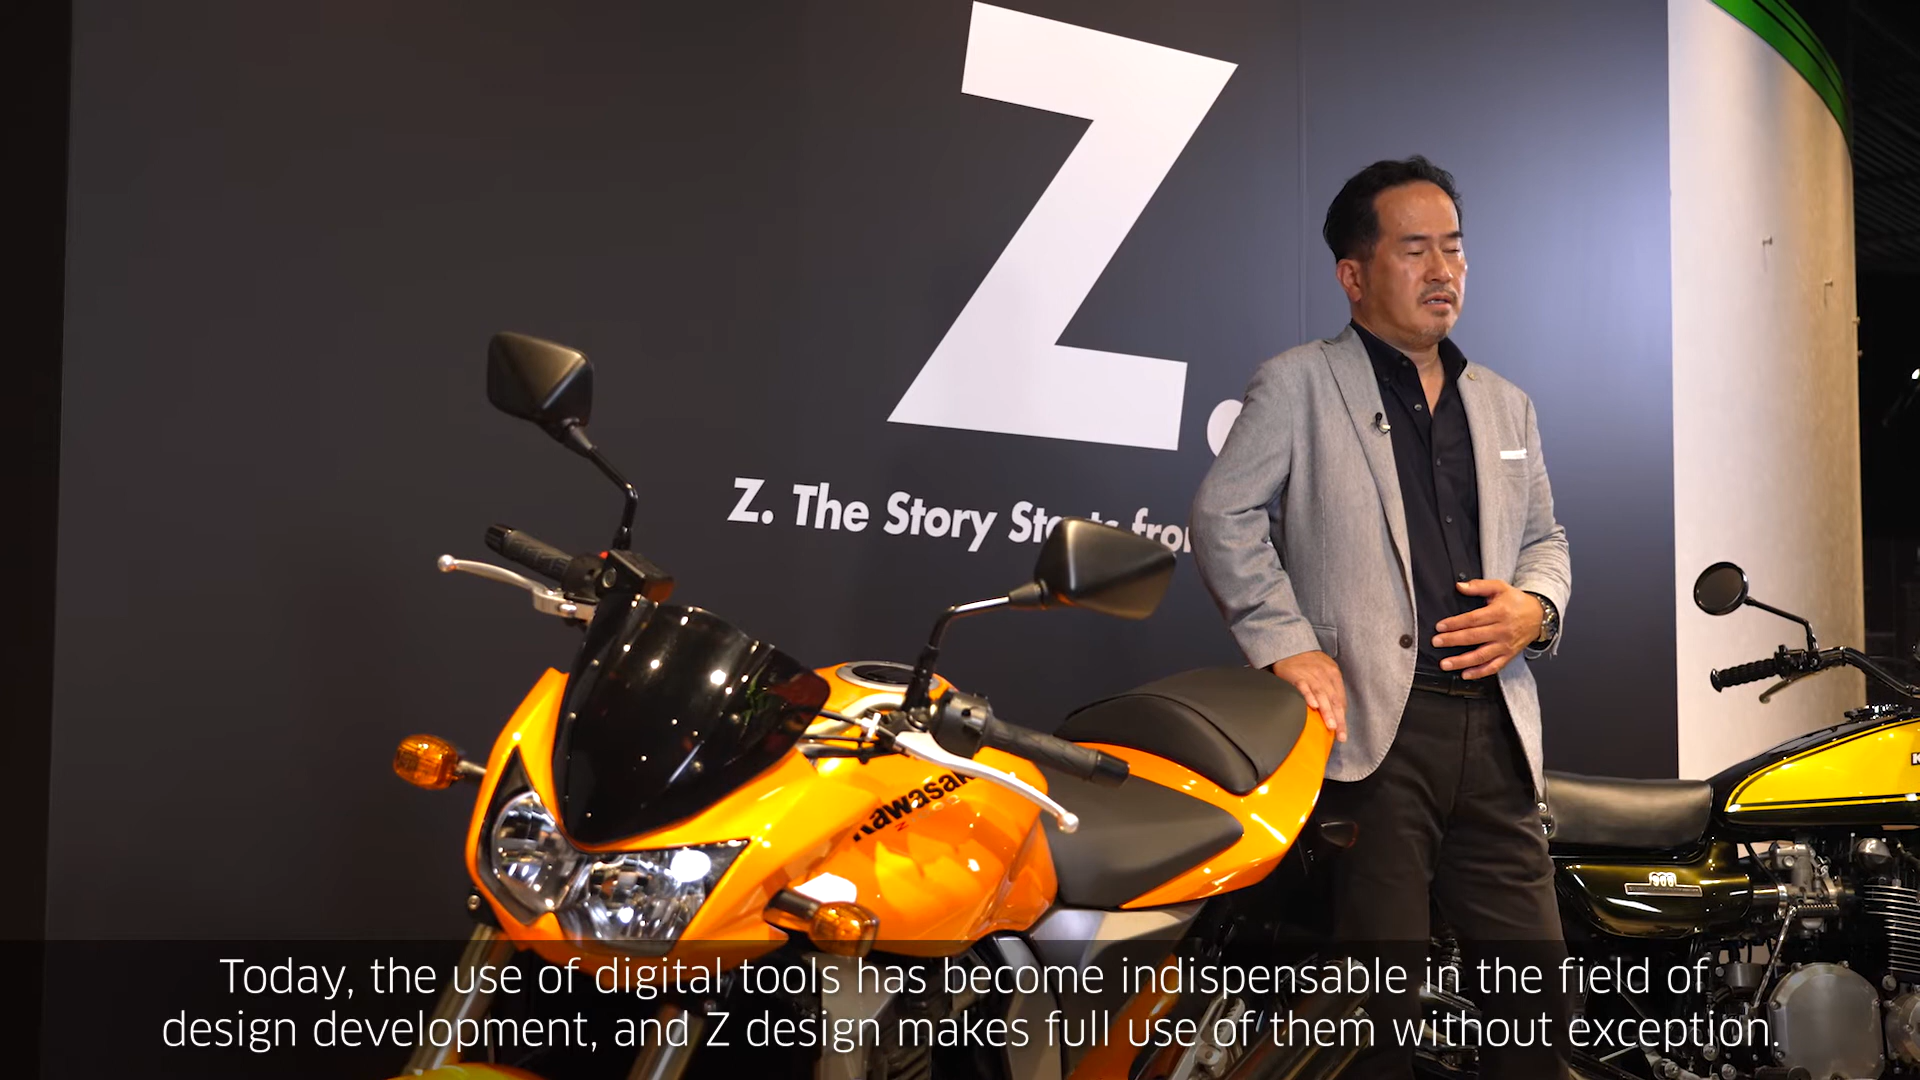 Z.
Z. The Story
Kawasaki
Today, the use of digital tools has become indispensable in the field of
design development, and Z design makes full use of them without exception.